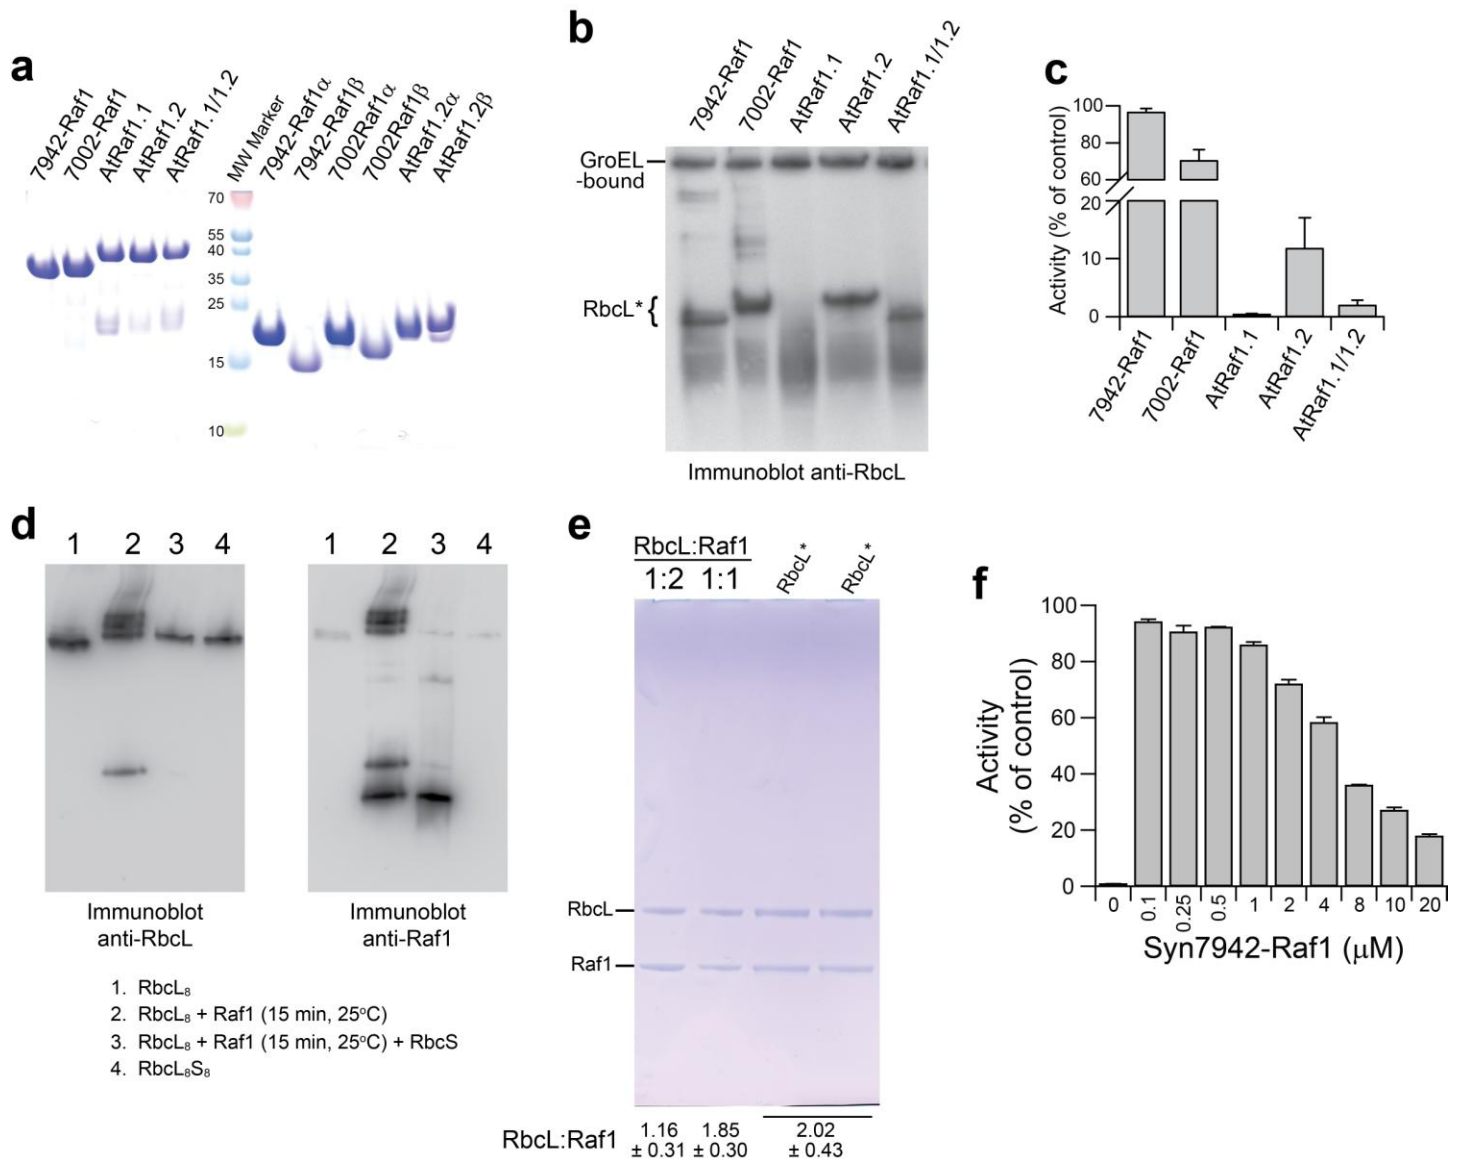 a
7942-Raf1
7002-Raf1
AtRaf1.1
AtRaf1.2
AtRaf1.1/1.2
MW Marker
7942-Raf1α
7942-Raf1β
7002Raf1α
7002Raf1β
AtRaf1.2α
AtRaf1.2β
70
55
40
35
25
15
10
b
7942-Raf1
7002-Raf1
AtRaf1.1
AtRaf1.2
AtRaf1.1/1.2
GroEL
-bound
RbcL* {
Immunoblot anti-RbcL
c
Activity (% of control)
100
80
60
20
10
0
7942-Raf1
7002-Raf1
AtRaf1.1
AtRaf1.2
AtRaf1.1/1.2
d
1 2 3 4
1 2 3 4
Immunoblot
anti-RbcL
Immunoblot
anti-Raf1
1. RbcL₈
2. RbcL₈ + Raf1 (15 min, 25°C)
3. RbcL₈ + Raf1 (15 min, 25°C) + RbcS
4. RbcL₈S₈
e
RbcL:Raf1
1:2 1:1
RbcL*
RbcL*
RbcL
Raf1
RbcL:Raf1
1.16 1.85 2.02
± 0.31 ± 0.30 ± 0.43
f
Activity
(% of control)
100
80
60
40
20
0
0 0.1 0.25 0.5 1 2 4 8 10 20
Syn7942-Raf1 (μM)